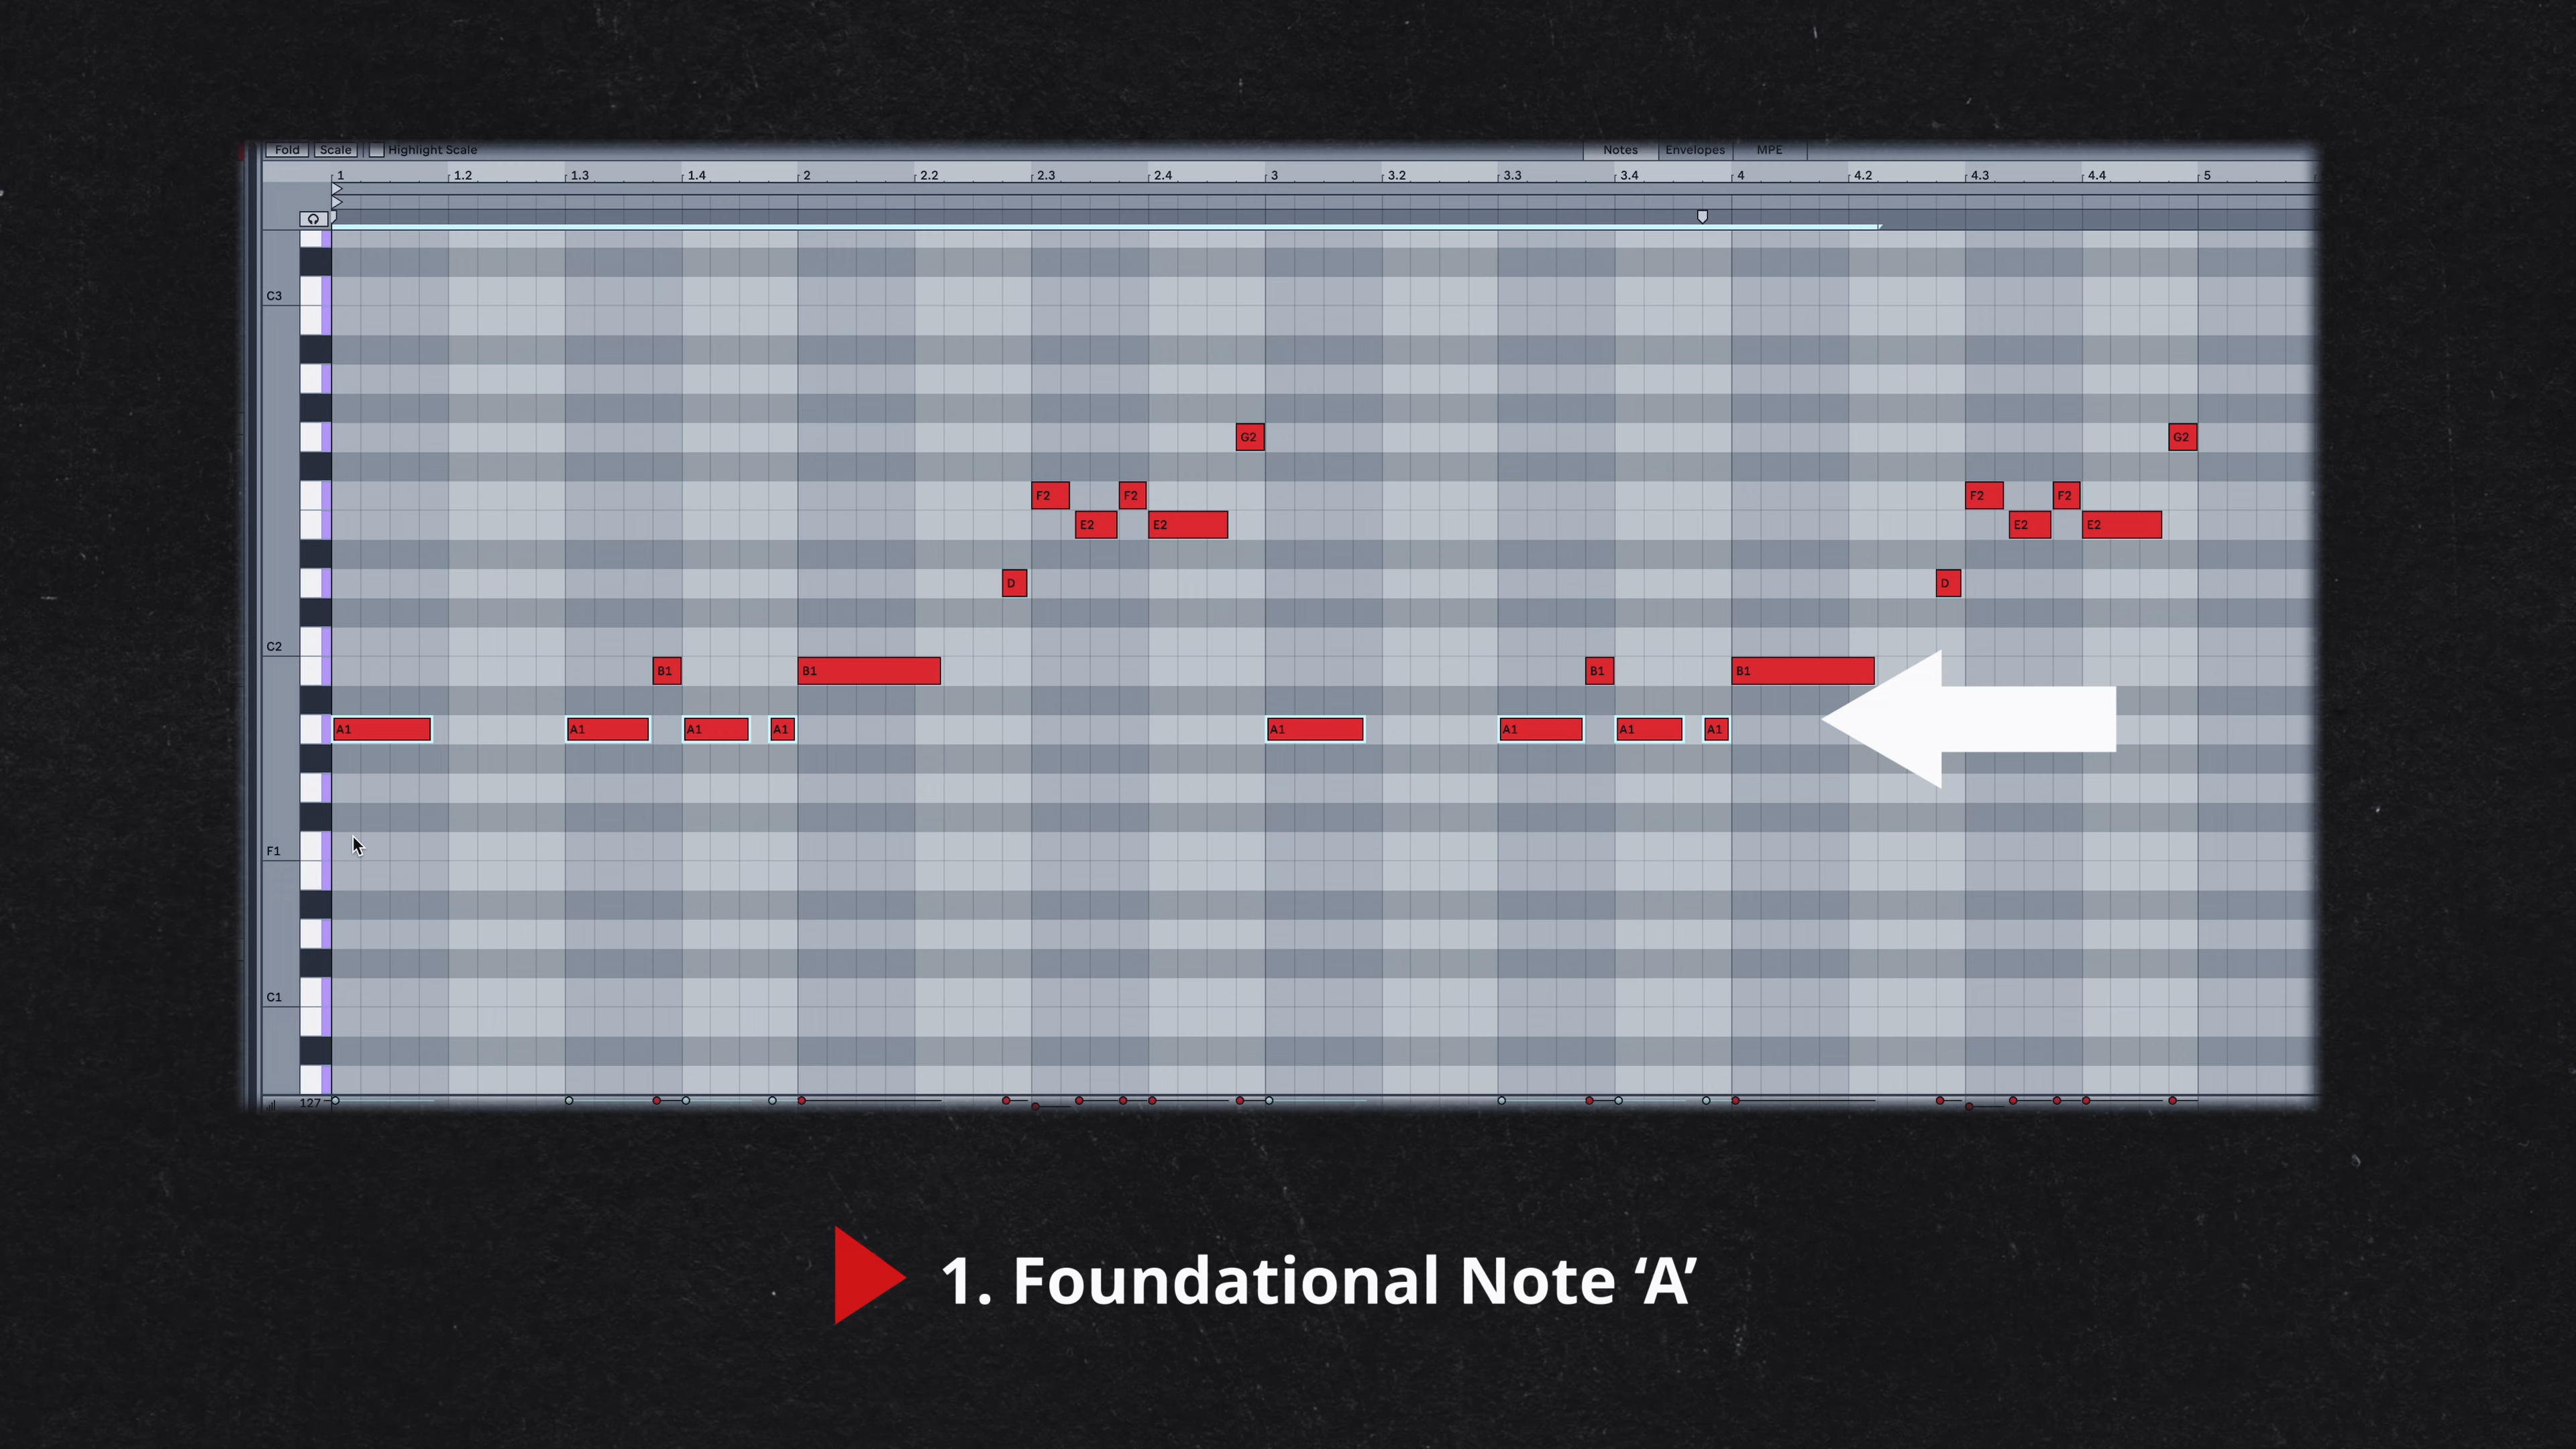 Fold Scale Highlight Scale Notes Envelopes MPE
1 1.2 1.3 1.4 2 2.2 2.3 2.4 3 3.2 3.3 3.4 4 4.2 4.3 4.4 5
C3
G2 G2
F2 F2 F2 F2
E2 E2 E2 E2
D D
C2
B1 B1 B1 B1
A1 A1 A1 A1 A1 A1 A1 A1
F1
C1
127
1. Foundational Note ‘A’